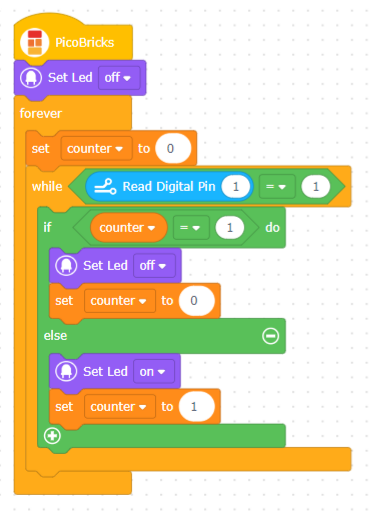 PicoBricks
Set Led off
forever
set counter to 0
while Read Digital Pin 1 = 1
if counter = 1 do
Set Led off
set counter to 0
else
Set Led on
set counter to 1